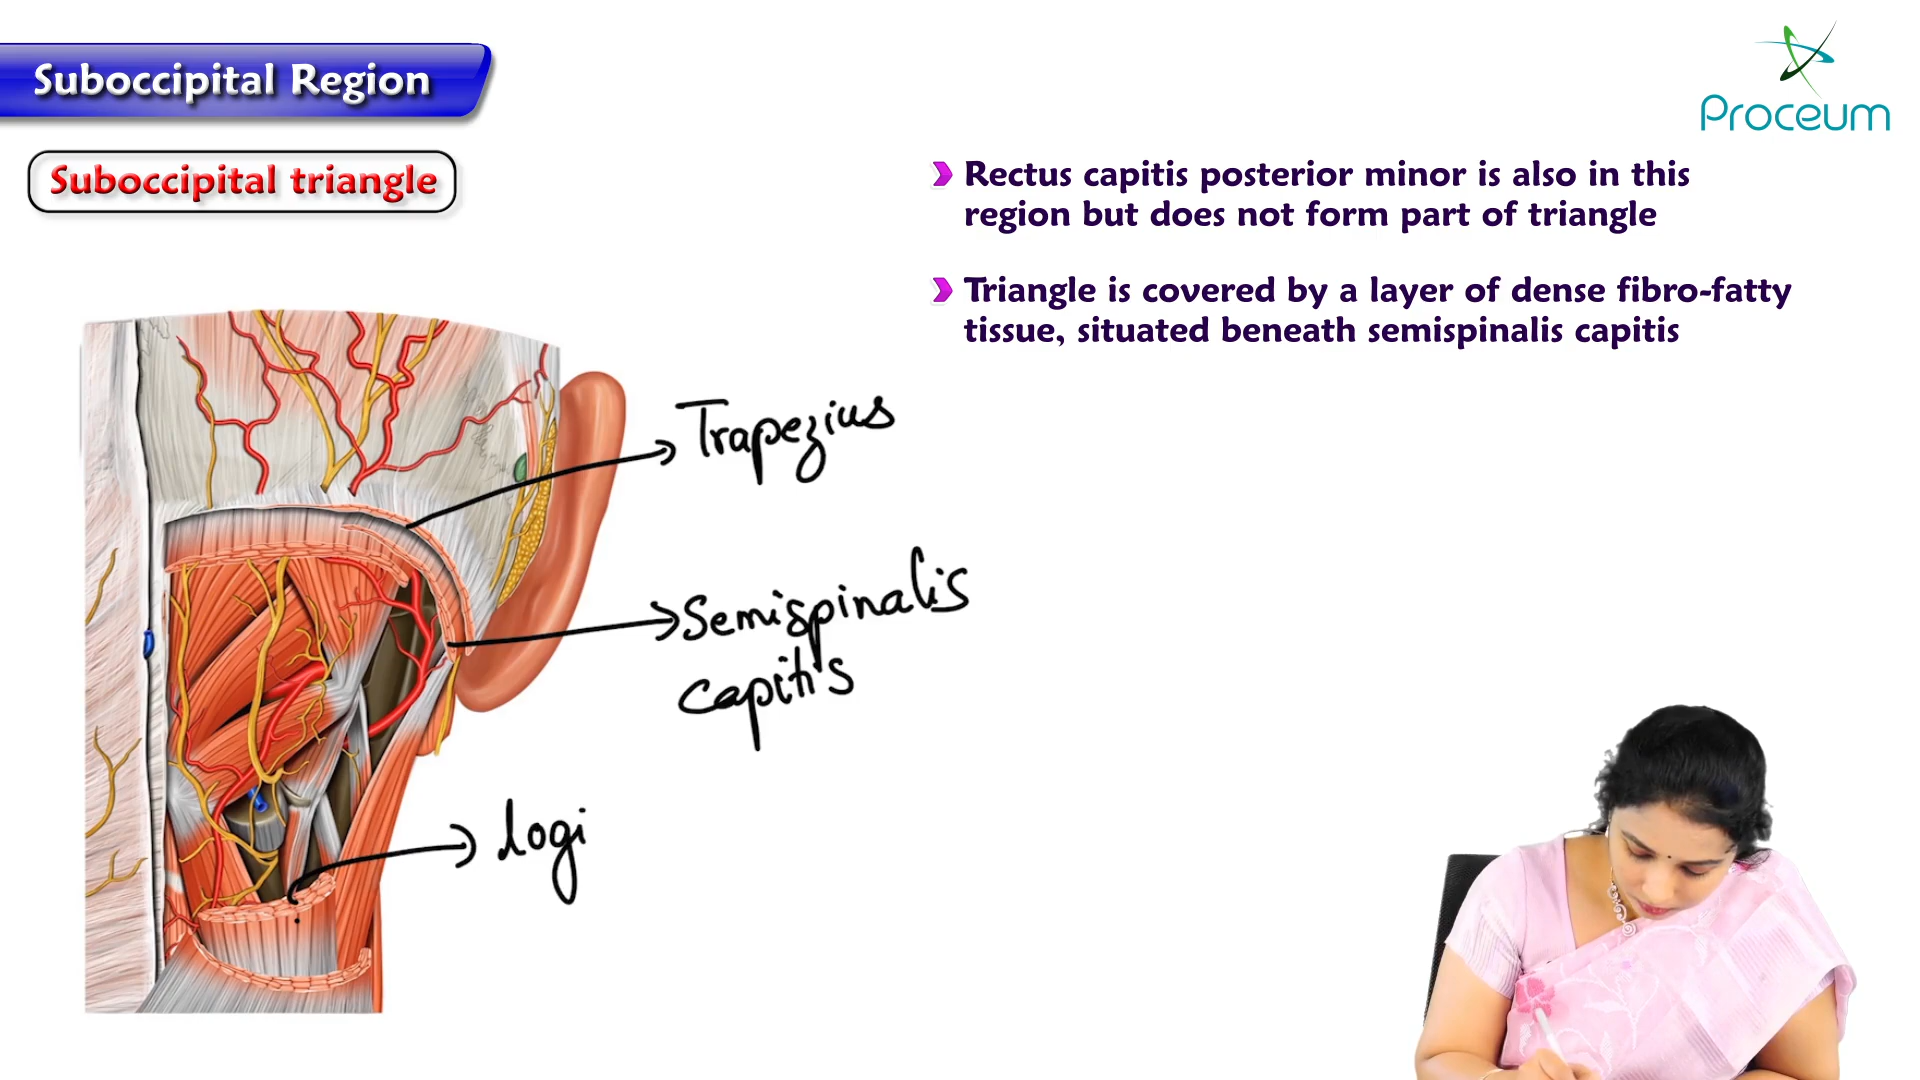 Suboccipital Region
Proceum
Suboccipital triangle
Rectus capitis posterior minor is also in this
region but does not form part of triangle
Triangle is covered by a layer of dense fibro-fatty
tissue, situated beneath semispinalis capitis
Trapezius
Semispinalis
capitis
logi